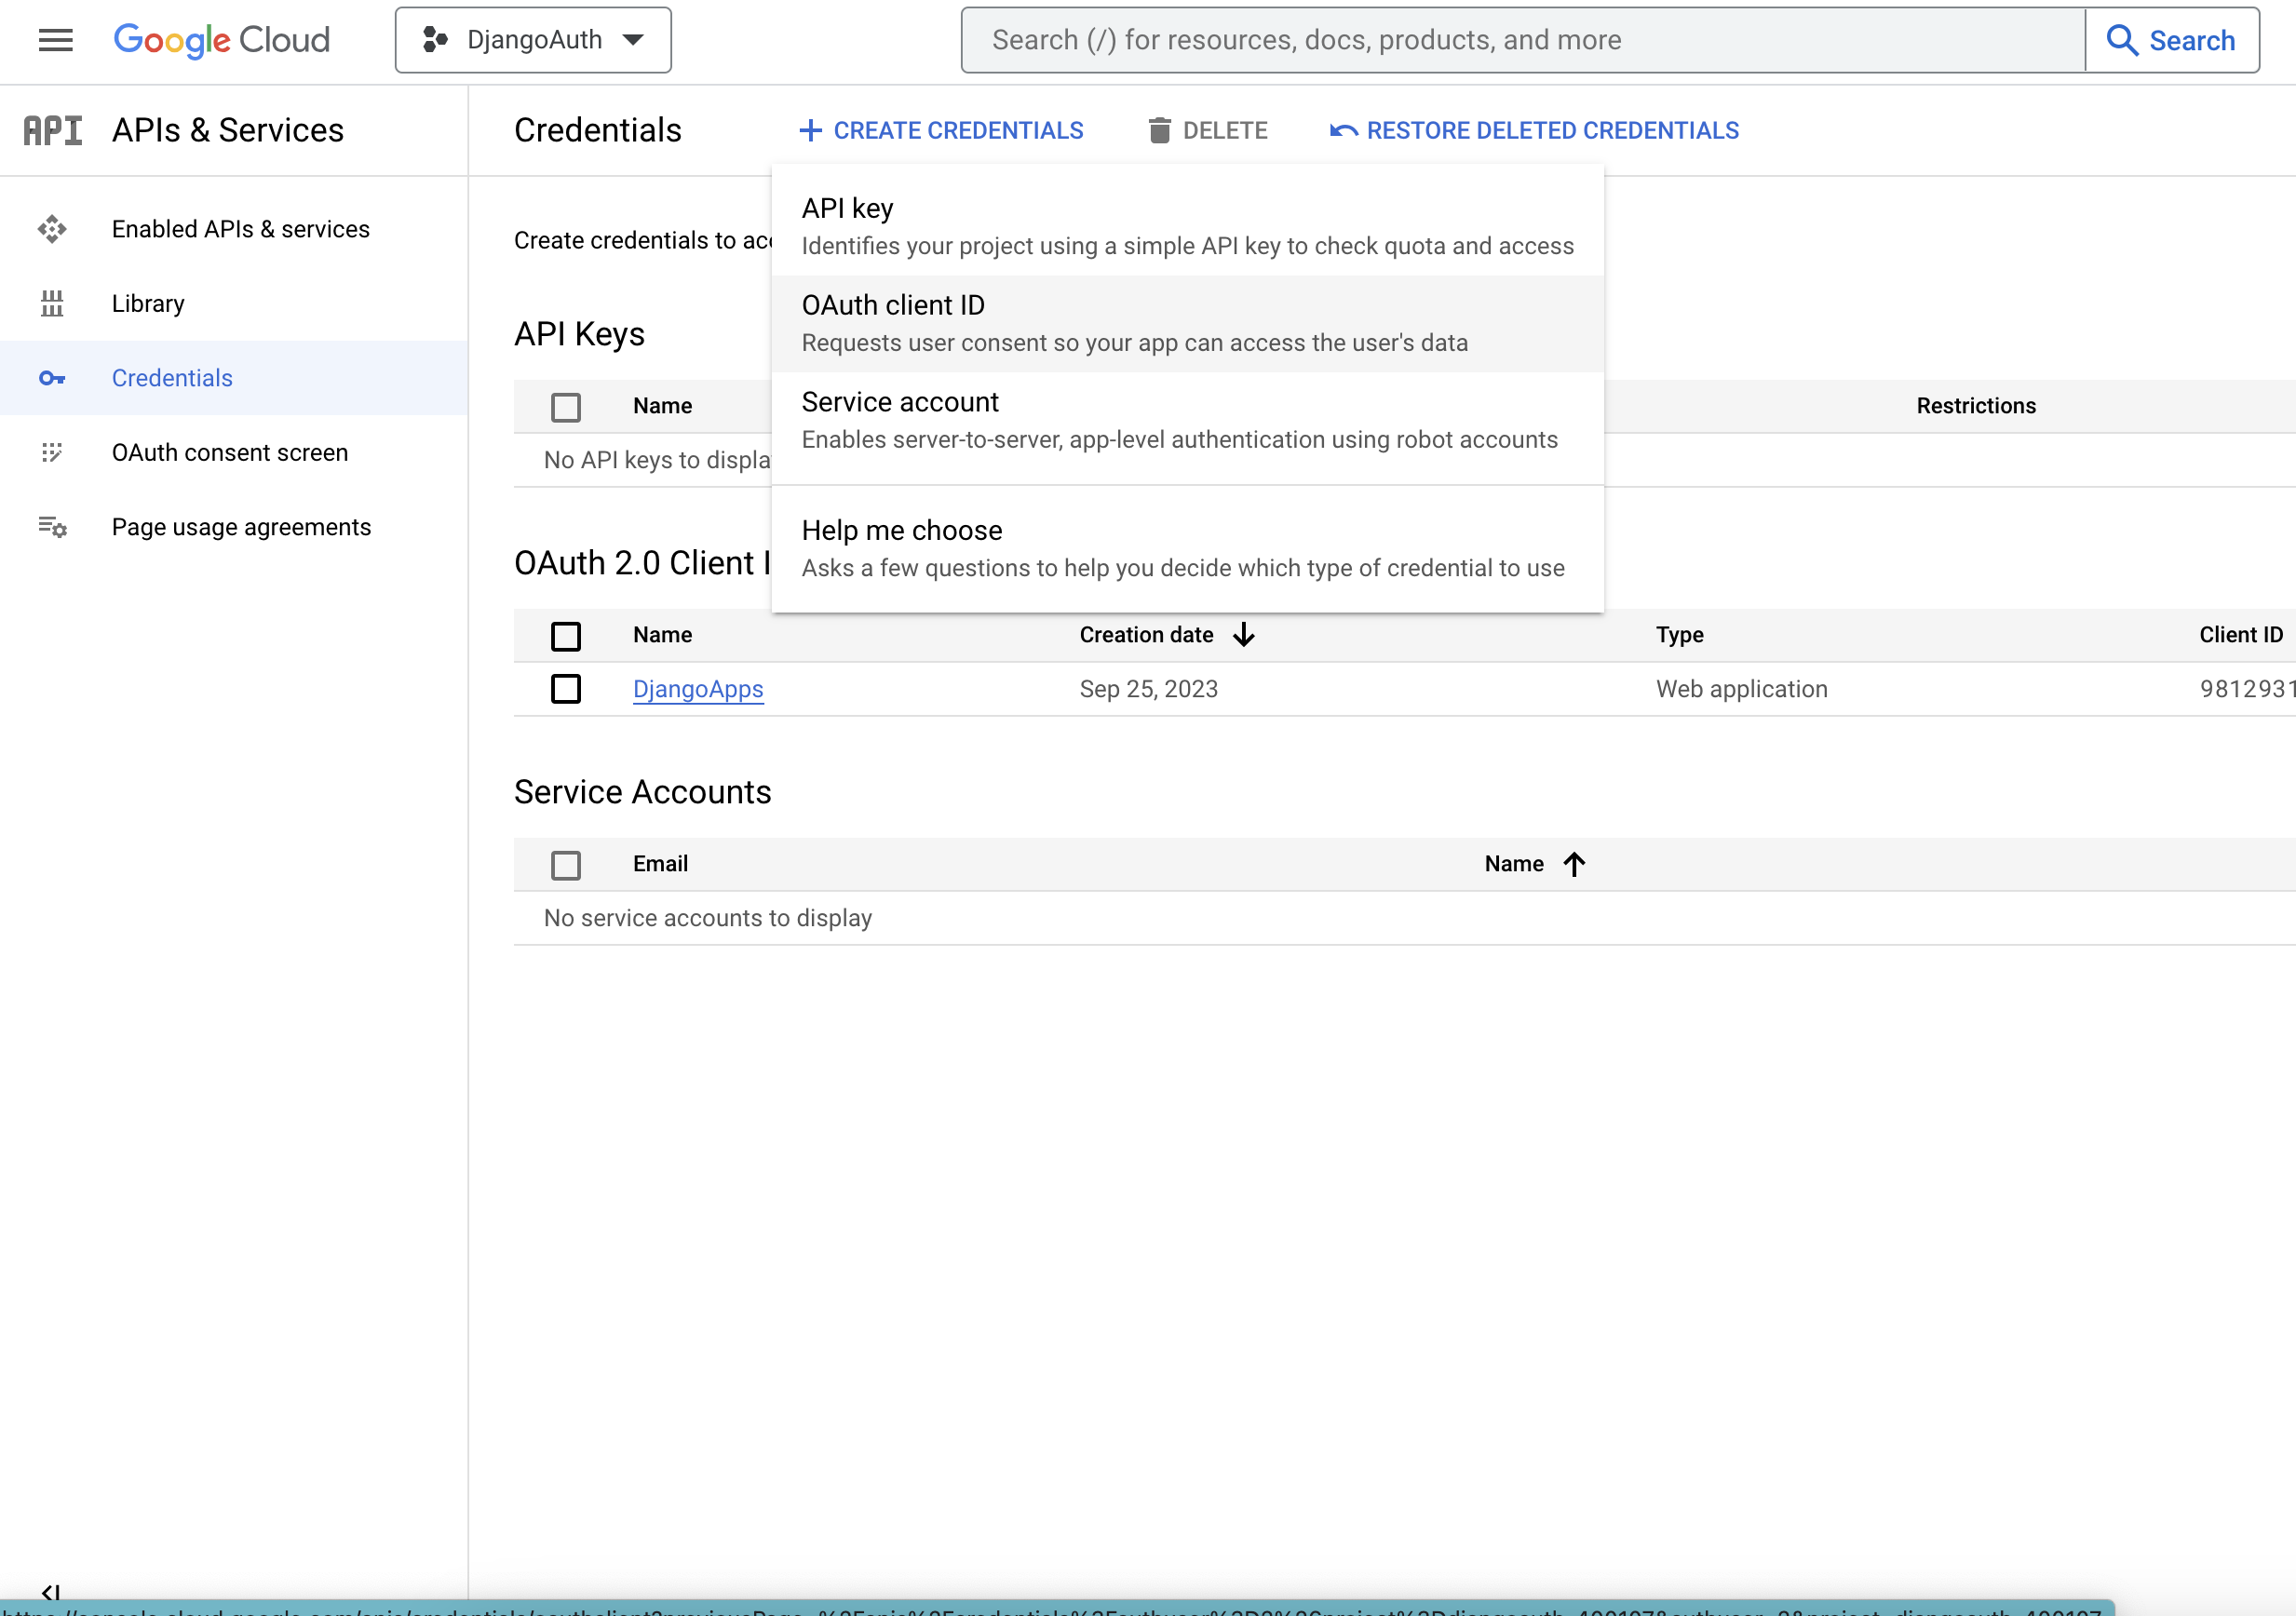 Google Cloud
DjangoAuth
Search (/) for resources, docs, products, and more
Search
API
APIs & Services
Credentials
CREATE CREDENTIALS
DELETE
RESTORE DELETED CREDENTIALS
Enabled APIs & services
Library
Credentials
OAuth consent screen
Page usage agreements
Create credentials to acc
API key
Identifies your project using a simple API key to check quota and access
OAuth client ID
Requests user consent so your app can access the user's data
Service account
Enables server-to-server, app-level authentication using robot accounts
Help me choose
Asks a few questions to help you decide which type of credential to use
API Keys
Name
Restrictions
No API keys to displa
OAuth 2.0 Client I
Name
Creation date
Type
Client ID
DjangoApps
Sep 25, 2023
Web application
9812931
Service Accounts
Email
Name
No service accounts to display